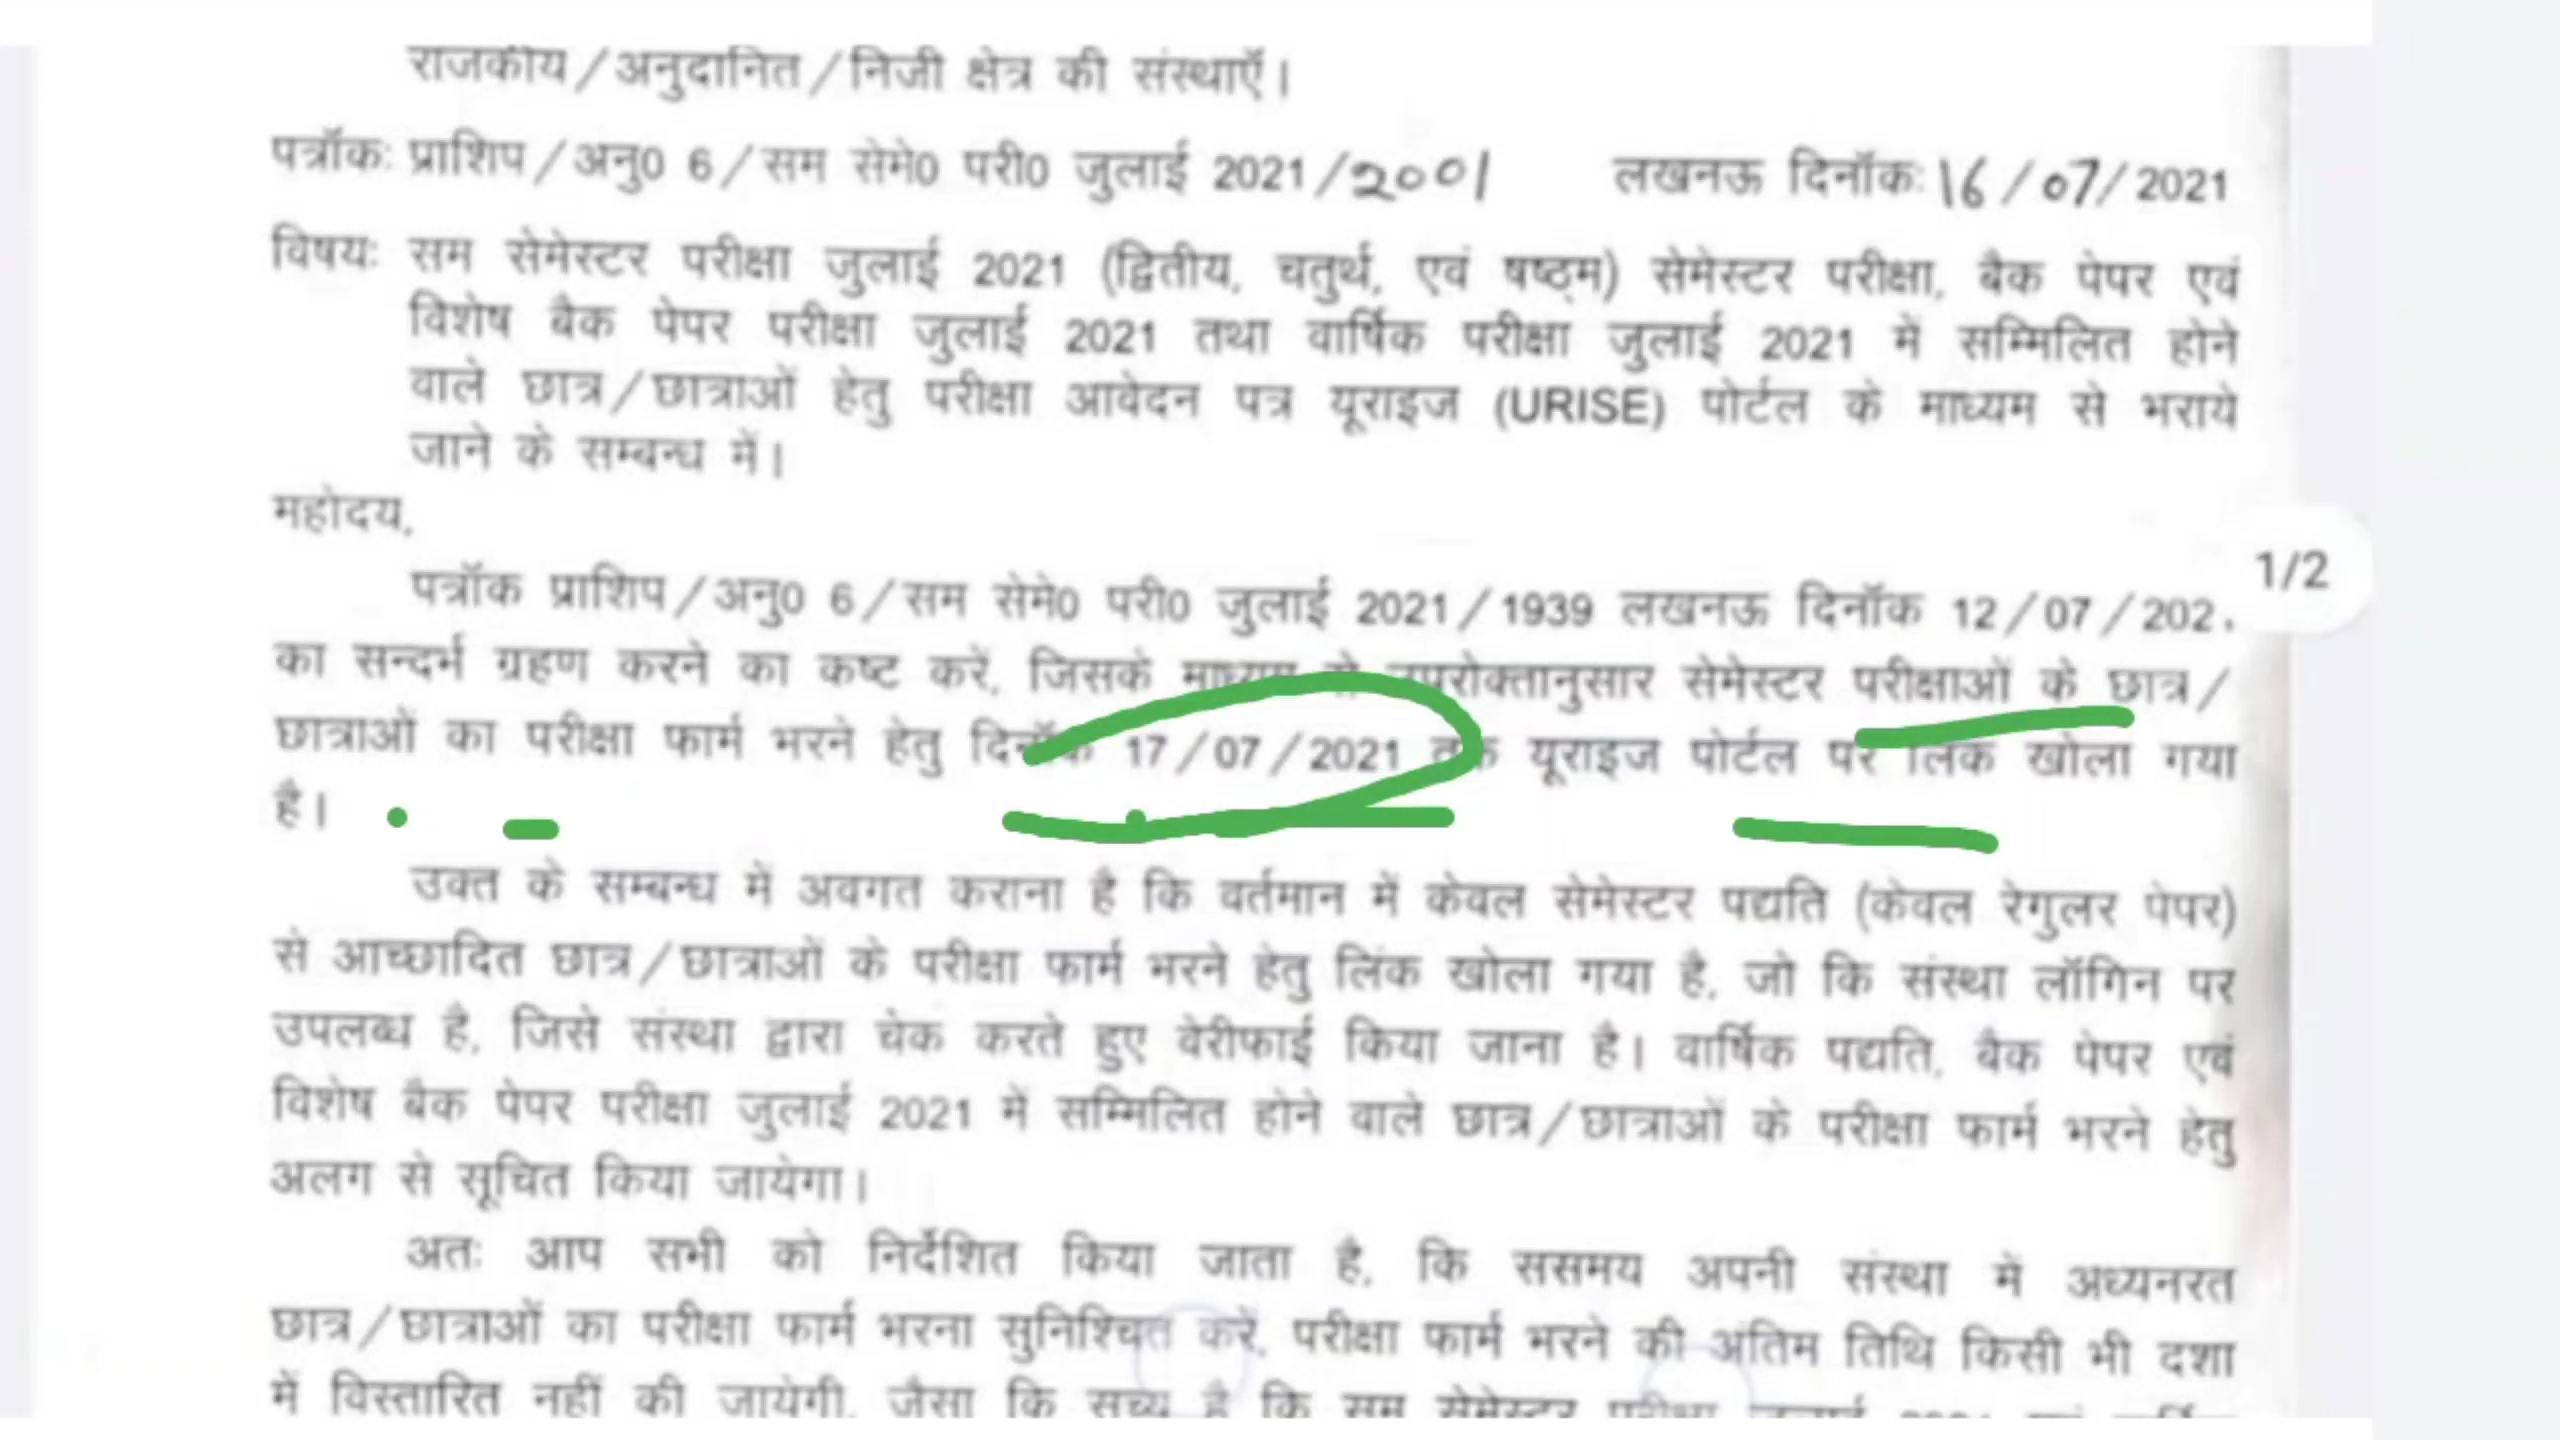 राजकीय/अनुदानित/निजी क्षेत्र की संस्थाएँ।
पत्रॉकः प्राशिप/अनु0 6/सम सेमे0 परी0 जुलाई 2021/2001 लखनऊ दिनॉकः 16/07/2021
विषयः सम सेमेस्टर परीक्षा जुलाई 2021 (द्वितीय, चतुर्थ, एवं षष्ठ्म) सेमेस्टर परीक्षा, बैक पेपर एवं
विशेष बैक पेपर परीक्षा जुलाई 2021 तथा वार्षिक परीक्षा जुलाई 2021 में सम्मिलित होने
वाले छात्र/छात्राओं हेतु परीक्षा आवेदन पत्र यूराइज (URISE) पोर्टल के माध्यम से भराये
जाने के सम्बन्ध में।
महोदय,
1/2
पत्रॉक प्राशिप/अनु0 6/सम सेमे0 परी0 जुलाई 2021/1939 लखनऊ दिनॉक 12/07/202
का सन्दर्भ ग्रहण करने का कष्ट करें, जिसके माध्यम से उपरोक्तानुसार सेमेस्टर परीक्षाओं के छात्र/
छात्राओं का परीक्षा फार्म भरने हेतु दिनॉक 17/07/2021 तक यूराइज पोर्टल पर लिंक खोला गया
है।
उक्त के सम्बन्ध में अवगत कराना है कि वर्तमान में केवल सेमेस्टर पद्यति (केवल रेगुलर पेपर)
से आच्छादित छात्र/छात्राओं के परीक्षा फार्म भरने हेतु लिंक खोला गया है, जो कि संस्था लॉगिन पर
उपलब्ध है, जिसे संस्था द्वारा चेक करते हुए वेरीफाई किया जाना है। वार्षिक पद्यति, बैक पेपर एवं
विशेष बैक पेपर परीक्षा जुलाई 2021 में सम्मिलित होने वाले छात्र/छात्राओं के परीक्षा फार्म भरने हेतु
अलग से सूचित किया जायेगा।
अतः आप सभी को निर्देशित किया जाता है, कि ससमय अपनी संस्था में अध्यनरत
छात्र/छात्राओं का परीक्षा फार्म भरना सुनिश्चित करें, परीक्षा फार्म भरने की अंतिम तिथि किसी भी दशा
में विस्तारित नहीं की जायेगी, जैसा कि सच्य है कि सम सेमेस्टर परीक्षा जुलाई 2021